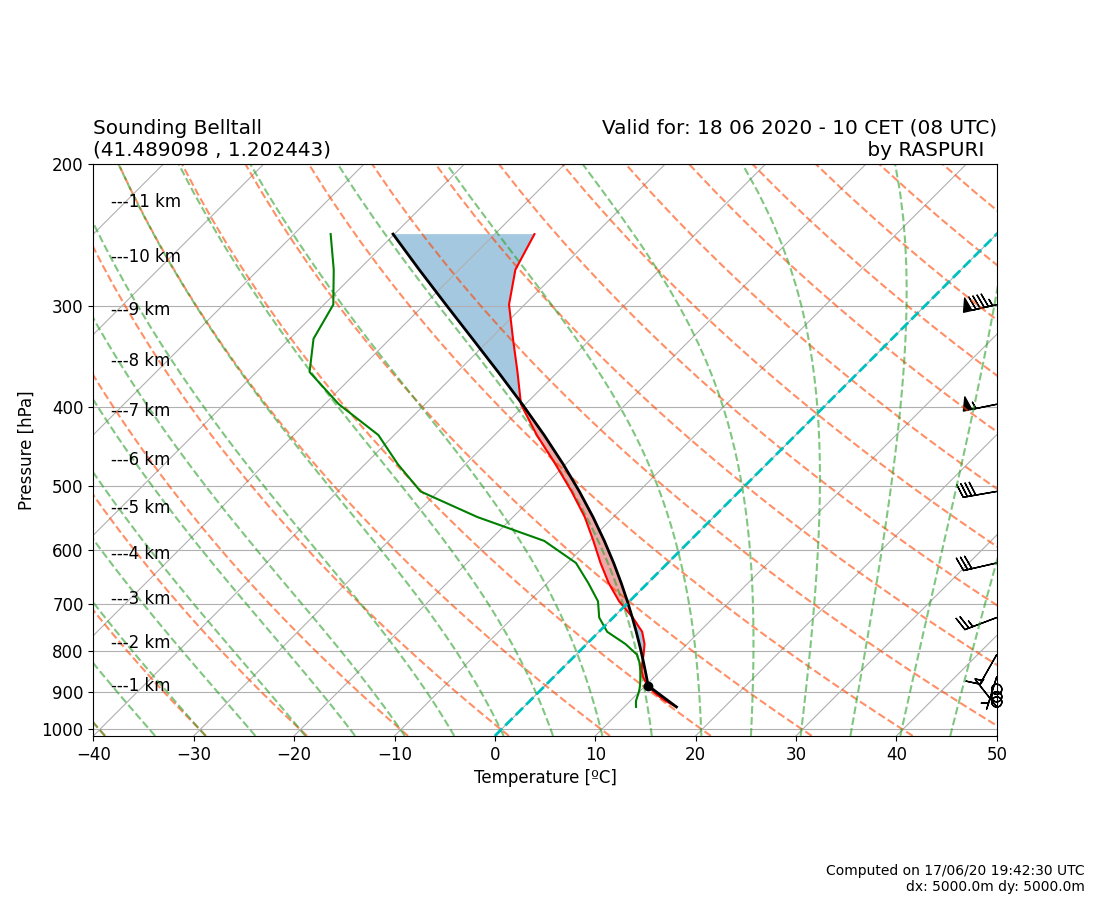 Sounding Belltall
(41.489098 , 1.202443)
Valid for: 18 06 2020 - 10 CET (08 UTC)
by RASPURI
200
300
400
500
600
700
800
900
1000
Pressure [hPa]
---11 km
---10 km
---9 km
---8 km
---7 km
---6 km
---5 km
---4 km
---3 km
---2 km
---1 km
−40 −30 −20 −10 0 10 20 30 40 50
Temperature [ºC]
Computed on 17/06/20 19:42:30 UTC
dx: 5000.0m dy: 5000.0m